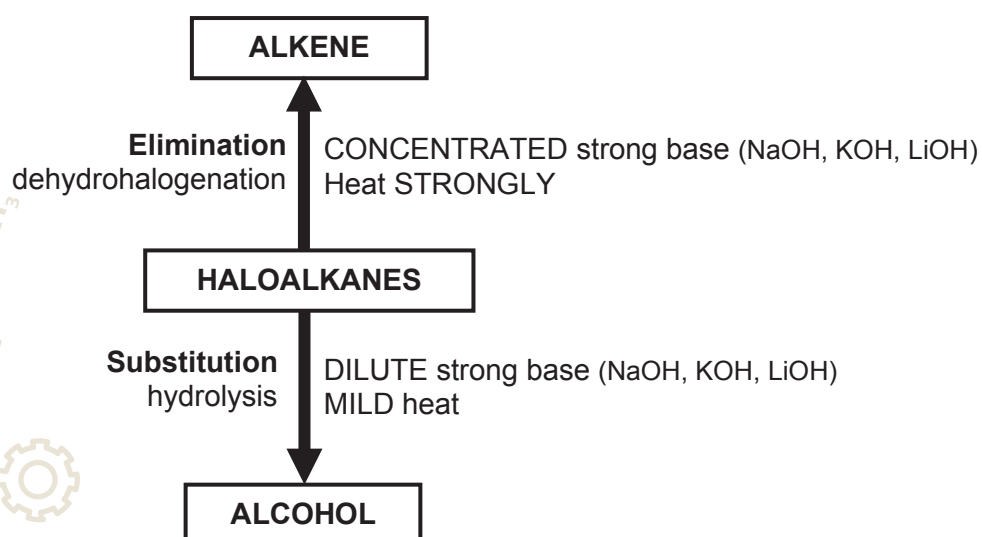 ALKENE
Elimination
dehydrohalogenation
CONCENTRATED strong base (NaOH, KOH, LiOH)
Heat STRONGLY
HALOALKANES
Substitution
hydrolysis
DILUTE strong base (NaOH, KOH, LiOH)
MILD heat
ALCOHOL